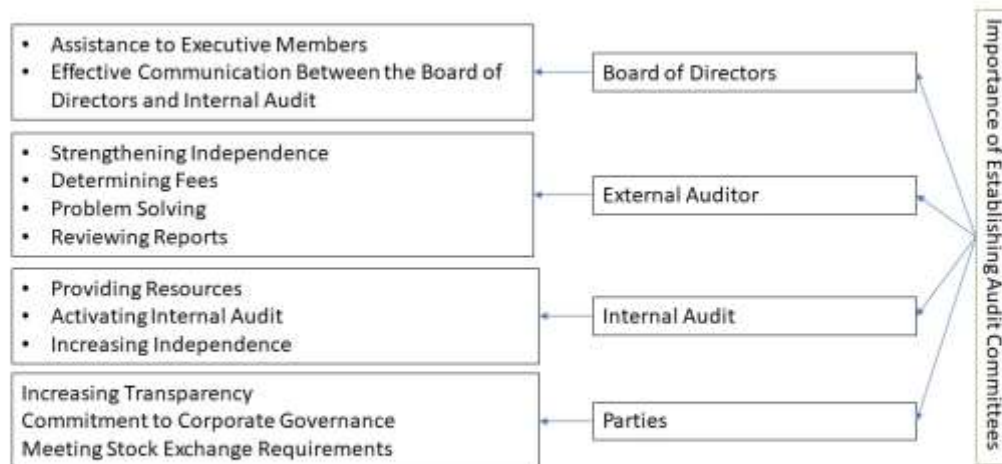 • Assistance to Executive Members
• Effective Communication Between the Board of
Directors and Internal Audit
Board of Directors
• Strengthening Independence
• Determining Fees
• Problem Solving
• Reviewing Reports
External Auditor
• Providing Resources
• Activating Internal Audit
• Increasing Independence
Internal Audit
Increasing Transparency
Commitment to Corporate Governance
Meeting Stock Exchange Requirements
Parties
Importance of Establishing Audit Committees